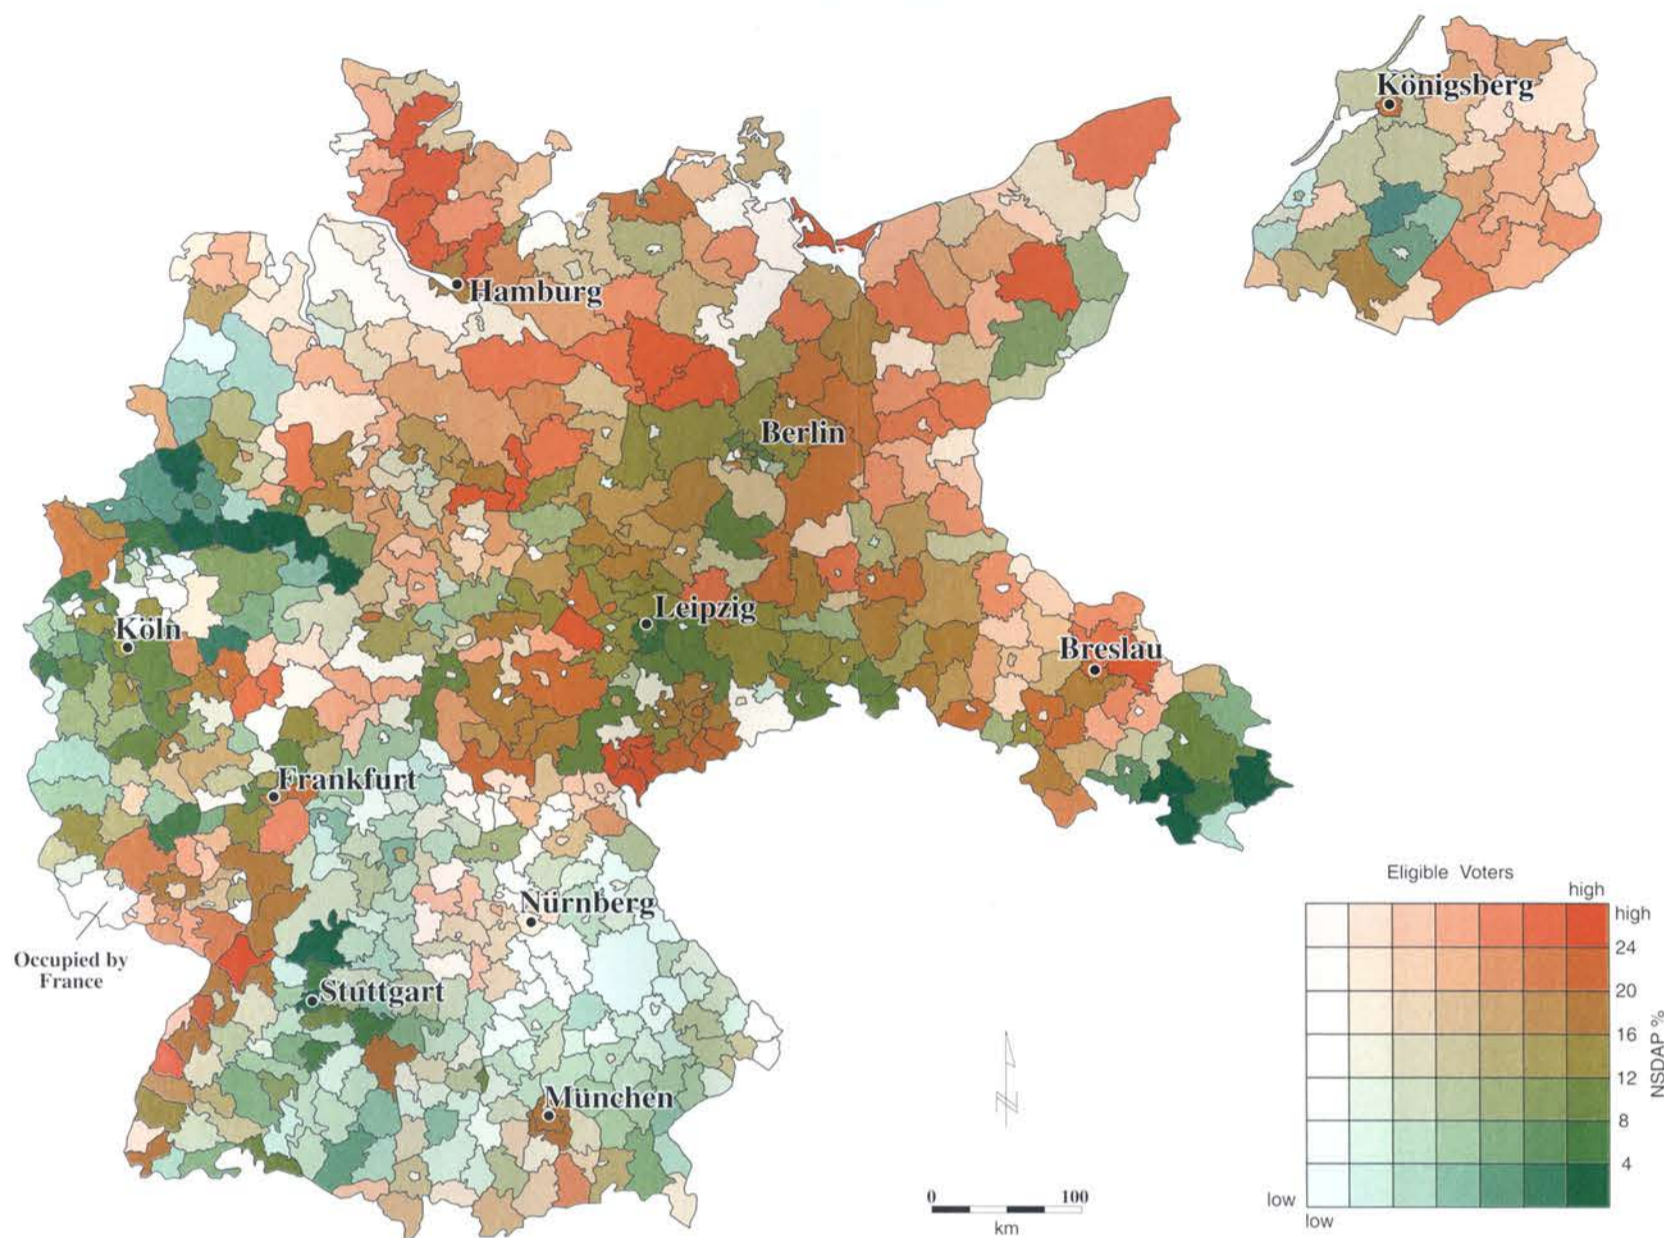 Königsberg
Hamburg
Berlin
Leipzig
Köln
Breslau
Frankfurt
Nürnberg
Occupied by
France
Stuttgart
München
0 100
km
Eligible Voters
high
high
24
20
16
12
8
4
low
low
NSDAP %